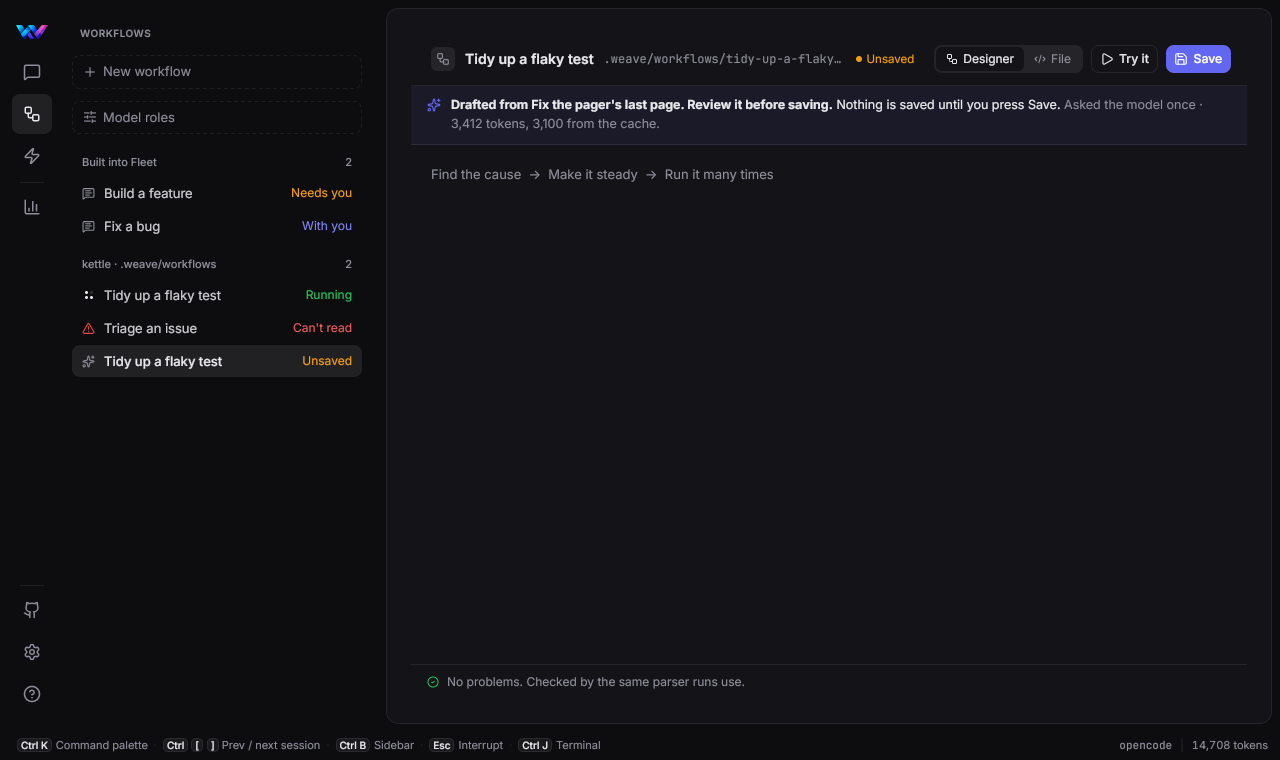 WORKFLOWS
New workflow
Model roles
Built into Fleet 2
Build a feature Needs you
Fix a bug With you
kettle · .weave/workflows 2
Tidy up a flaky test Running
Triage an issue Can't read
Tidy up a flaky test Unsaved
Tidy up a flaky test .weave/workflows/tidy-up-a-flaky… Unsaved Designer File Try it Save
Drafted from Fix the pager's last page. Review it before saving. Nothing is saved until you press Save. Asked the model once ·
3,412 tokens, 3,100 from the cache.
Find the cause → Make it steady → Run it many times
No problems. Checked by the same parser runs use.
Ctrl K Command palette · Ctrl [ ] Prev / next session · Ctrl B Sidebar · Esc Interrupt · Ctrl J Terminal opencode 14,708 tokens